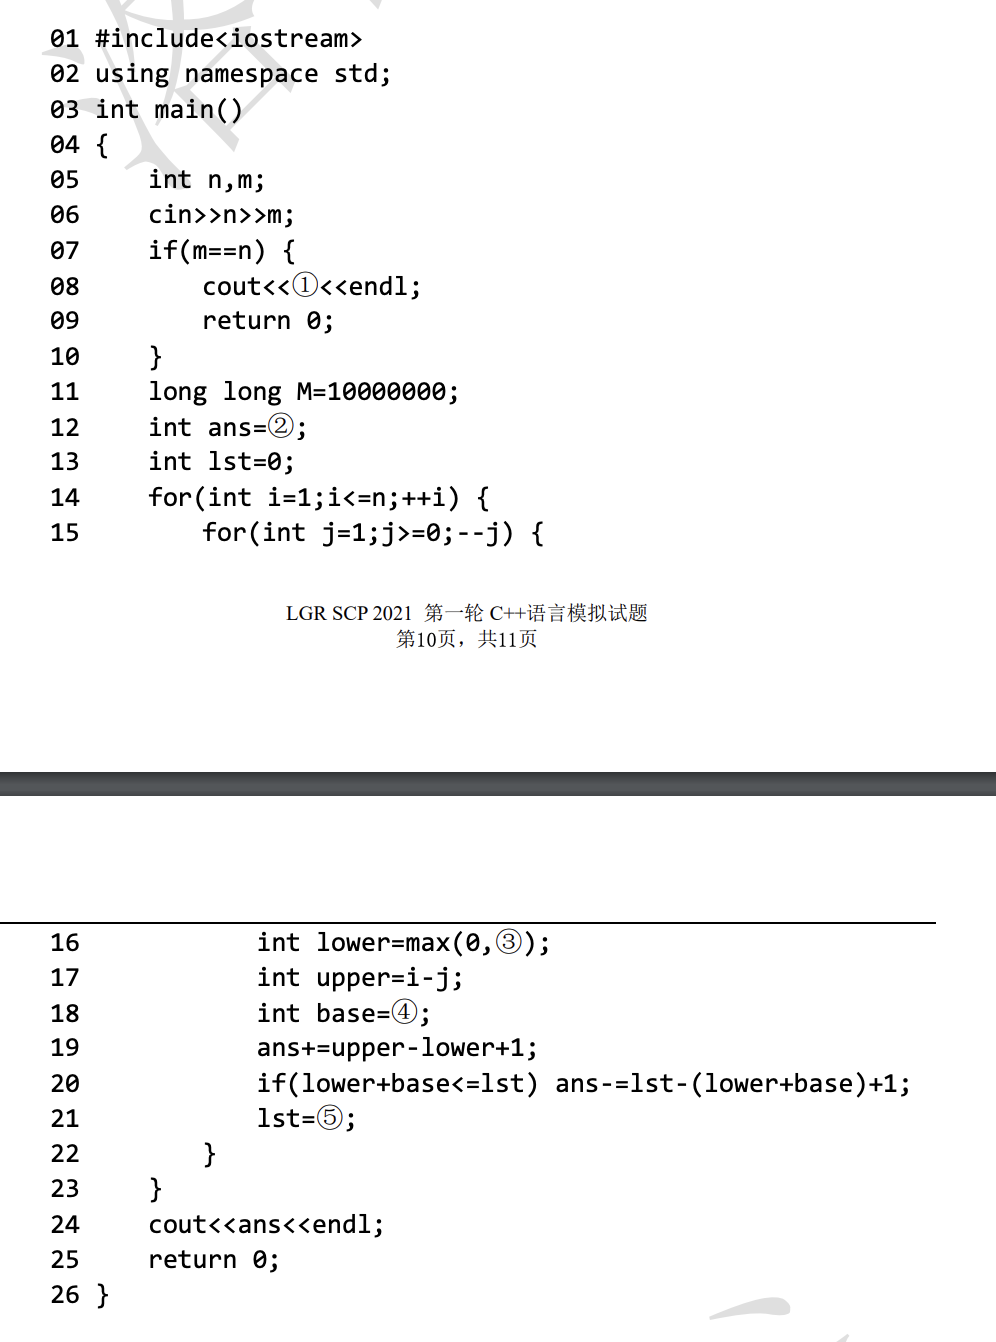 01 #include<iostream>
02 using namespace std;
03 int main()
04 {
05 int n,m;
06 cin>>n>>m;
07 if(m==n) {
08 cout<<①<<endl;
09 return 0;
10 }
11 long long M=10000000;
12 int ans=②;
13 int lst=0;
14 for(int i=1;i<=n;++i) {
15 for(int j=1;j>=0;--j) {
LGR SCP 2021 第一轮 C++语言模拟试题
第10页，共11页
16 int lower=max(0,③);
17 int upper=i-j;
18 int base=④;
19 ans+=upper-lower+1;
20 if(lower+base<=lst) ans-=lst-(lower+base)+1;
21 lst=⑤;
22 }
23 }
24 cout<<ans<<endl;
25 return 0;
26 }